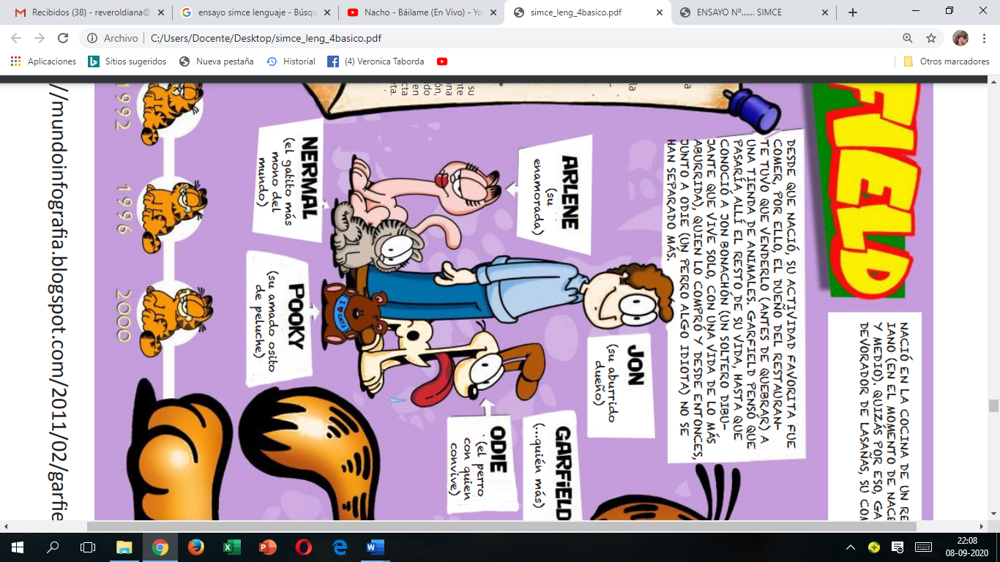 Recibidos (38) - reveroldiana@
ensayo simce lenguaje - Búsqu
Nacho - Báilame (En Vivo) - Yo
simce_leng_4basico.pdf
ENSAYO Nº...... SIMCE
Archivo
C:/Users/Docente/Desktop/simce_leng_4basico.pdf
Aplicaciones
Sitios sugeridos
Nueva pestaña
Historial
(4) Veronica Taborda
Otros marcadores
FIELD
NACIÓ EN LA COCINA DE UN RE
IANO (EN EL MOMENTO DE NACE
Y MEDIO). QUIZÁS POR ESO, GA
DEVORADOR DE LASAÑAS, SU COM
DESDE QUE NACIÓ, SU ACTIVIDAD FAVORITA FUE
COMER, POR ELLO, EL DUEÑO DEL RESTAURAN-
TE TUVO QUE VENDERLO (ANTES DE QUEBRAR) A
UNA TIENDA DE ANIMALES. GARFIELD PENSÓ QUE
PASARÍA ALLÍ EL RESTO DE SU VIDA, HASTA QUE
CONOCIÓ A JON BONACHÓN (UN SOLTERO DIBU-
JANTE QUE VIVE SOLO, CON UNA VIDA DE LO MÁS
ABURRIDA), QUIEN LO COMPRÓ Y DESDE ENTONCES,
JUNTO A ODIE (UN PERRO ALGO IDIOTA) NO SE
HAN SEPARADO MÁS.
ARLENE
(su
enamorada)
JON
(su aburrido
dueño)
GARFIELD
(...quién más)
ODIE
(el perro
con quien
convive)
NERMAL
(el gatito más
mono del
mundo)
POOKY
(su amado osito
de peluche)
I ♥ CATS
1992
1996
2000
//mundoinfografia.blogspot.com/2011/02/garfie
22:08
08-09-2020